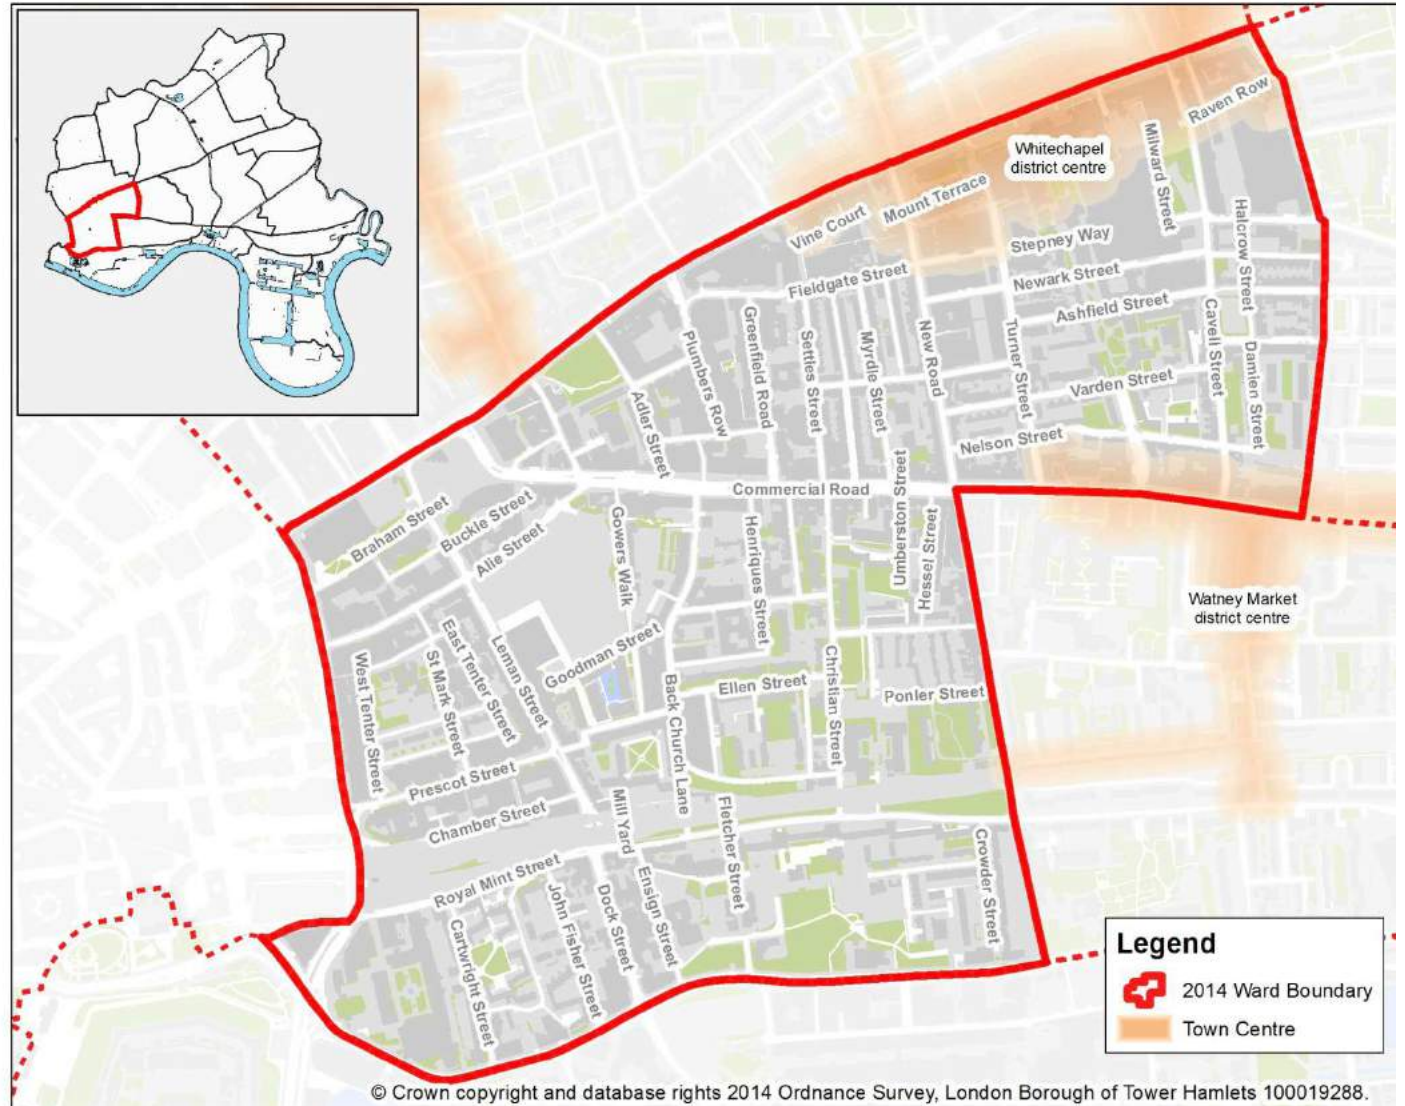 Raven Row
Milward Street
Whitechapel
district centre
Mount Terrace
Vine Court
Halcrow Street
Stepney Way
Fieldgate Street
Newark Street
Ashfield Street
Greenfield Road
Plumbers Row
Settles Street
Myrdle Street
New Road
Turner Street
Cavell Street
Damien Street
Varden Street
Adler Street
Nelson Street
Commercial Road
Umberston Street
Braham Street
Buckle Street
Alie Street
Gowers Walk
Henriques Street
Hessel Street
Watney Market
district centre
East Tenter Street
St Mark Street
West Tenter Street
Leman Street
Goodman Street
Back Church Lane
Ellen Street
Christian Street
Ponler Street
Prescot Street
Chamber Street
Mill Yard
Fletcher Street
Crowder Street
Royal Mint Street
Ensign Street
Dock Street
John Fisher Street
Cartwright Street
Legend
2014 Ward Boundary
Town Centre
© Crown copyright and database rights 2014 Ordnance Survey, London Borough of Tower Hamlets 100019288.